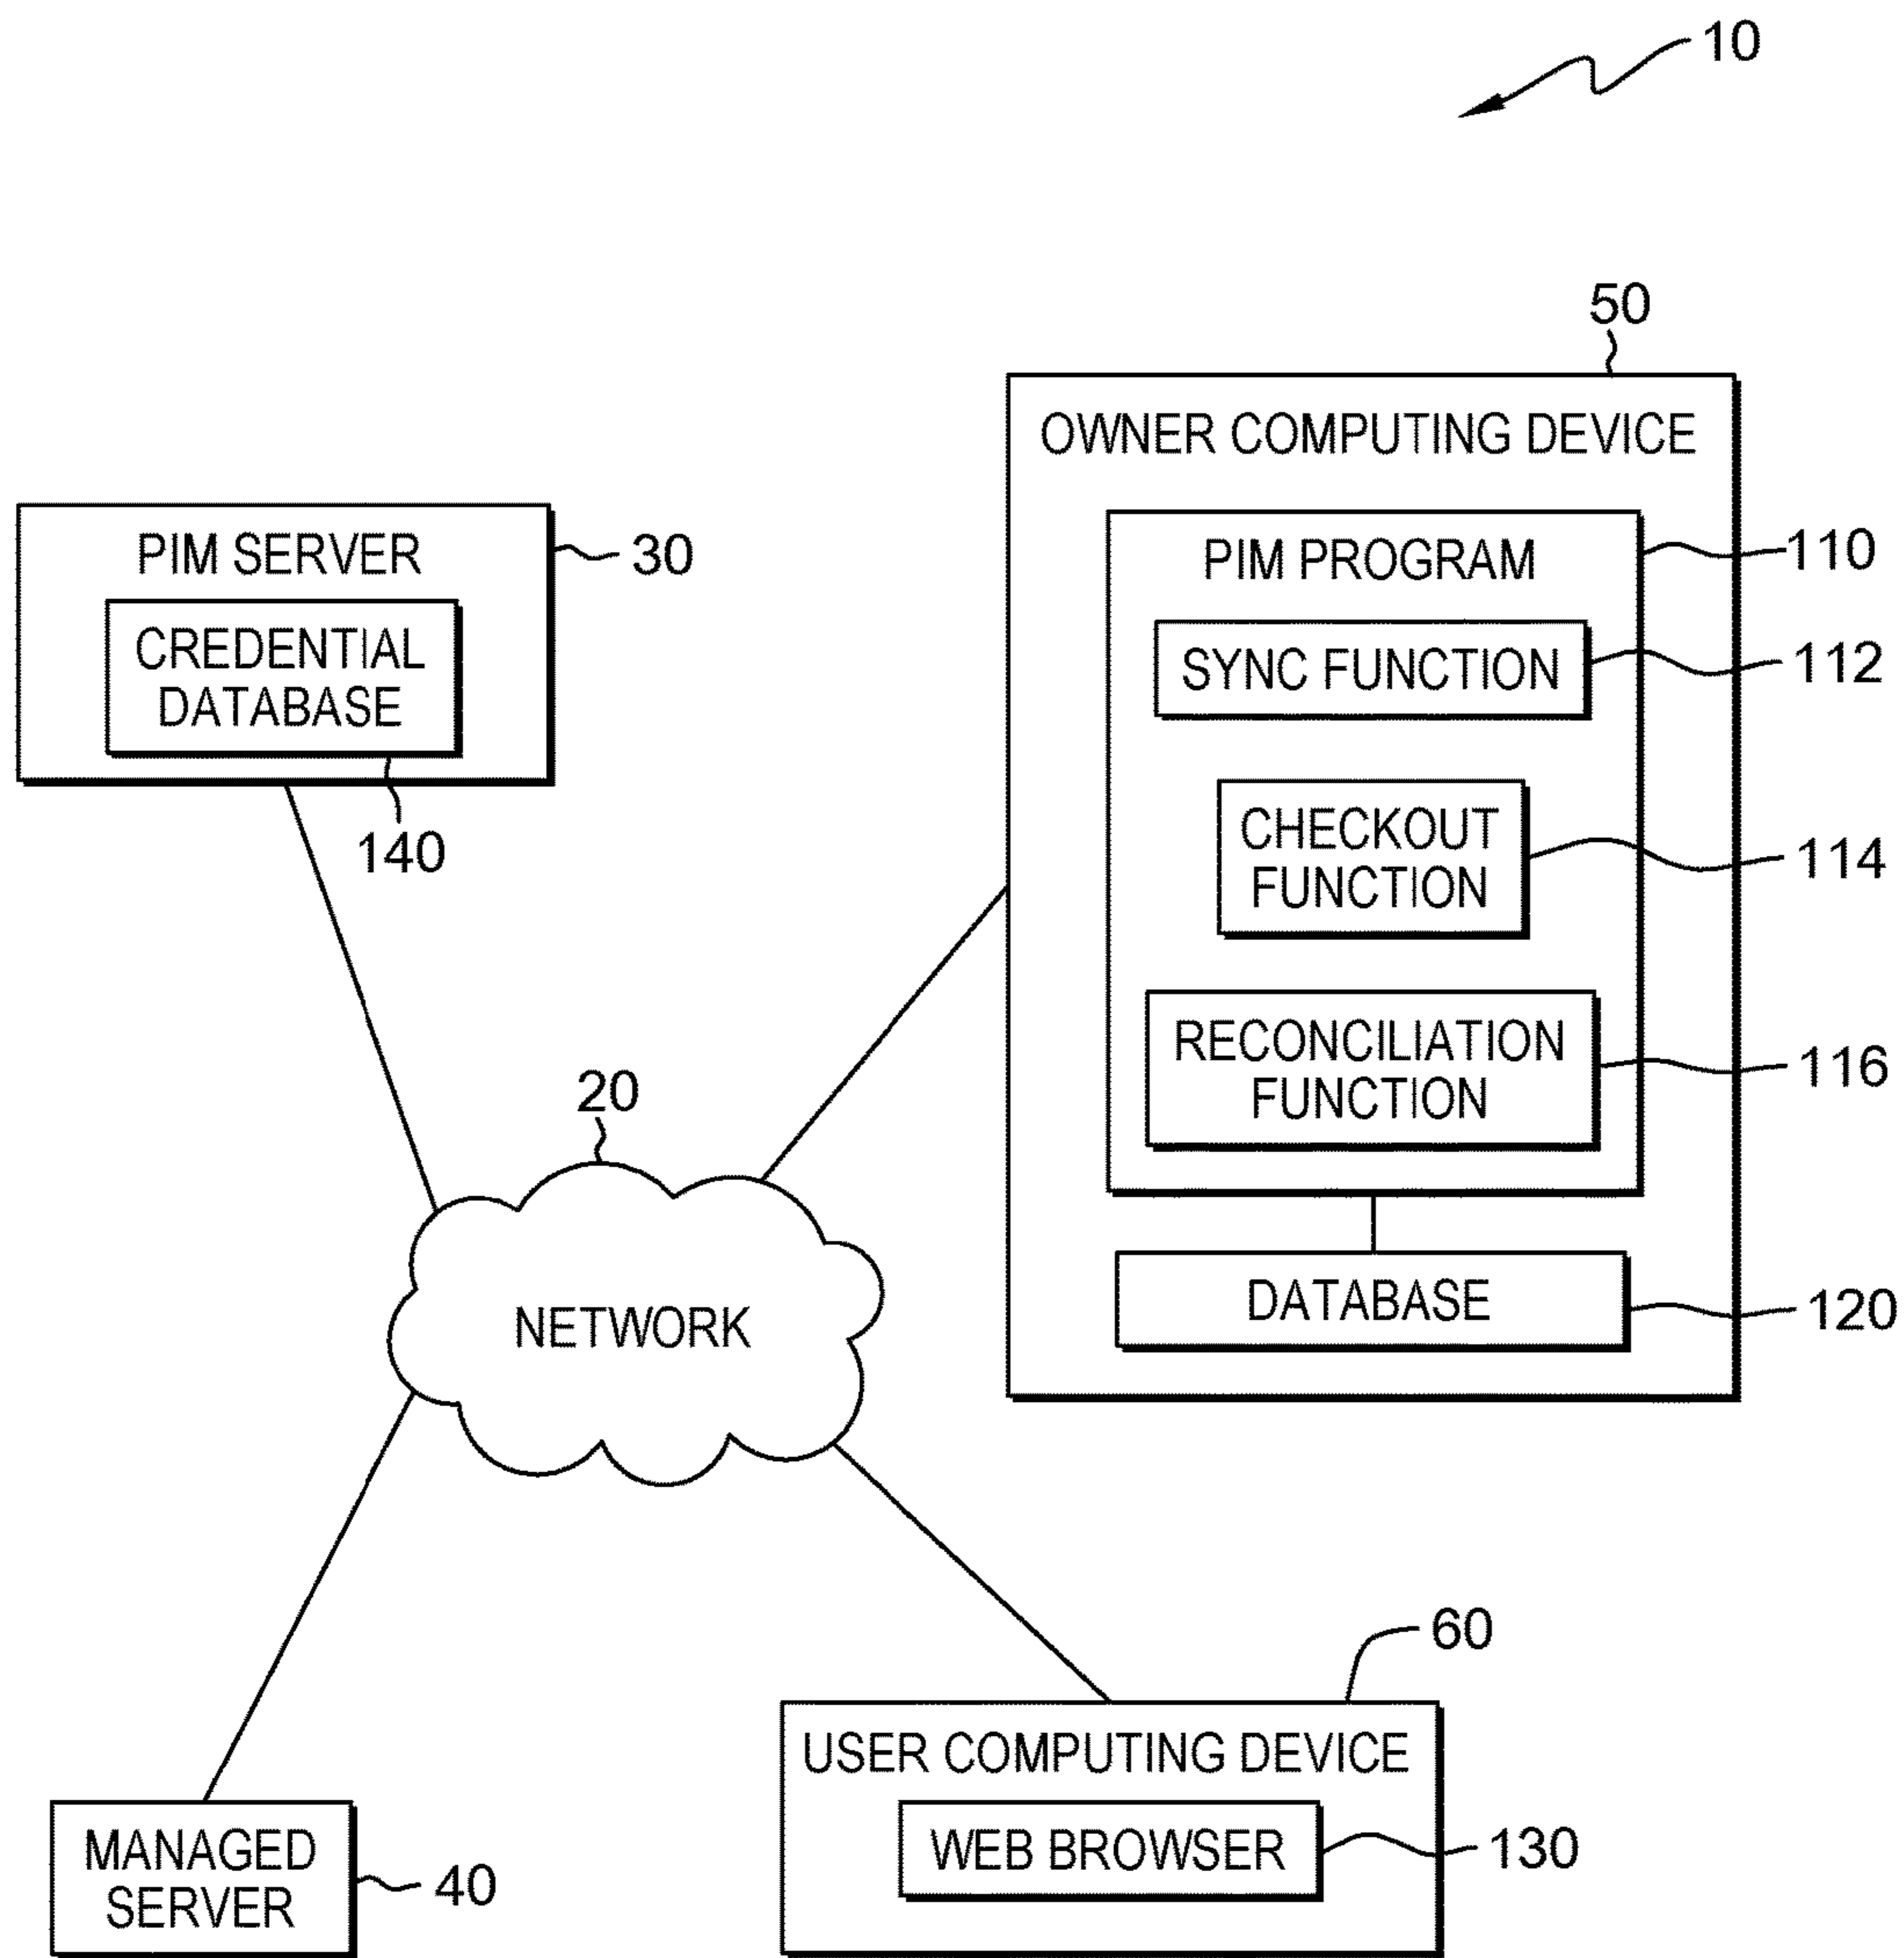 10
50
OWNER COMPUTING DEVICE
PIM SERVER
30
CREDENTIAL
DATABASE
140
PIM PROGRAM
110
SYNC FUNCTION
112
CHECKOUT
FUNCTION
114
RECONCILIATION
FUNCTION
116
DATABASE
120
20
NETWORK
60
USER COMPUTING DEVICE
WEB BROWSER
130
MANAGED
SERVER
40